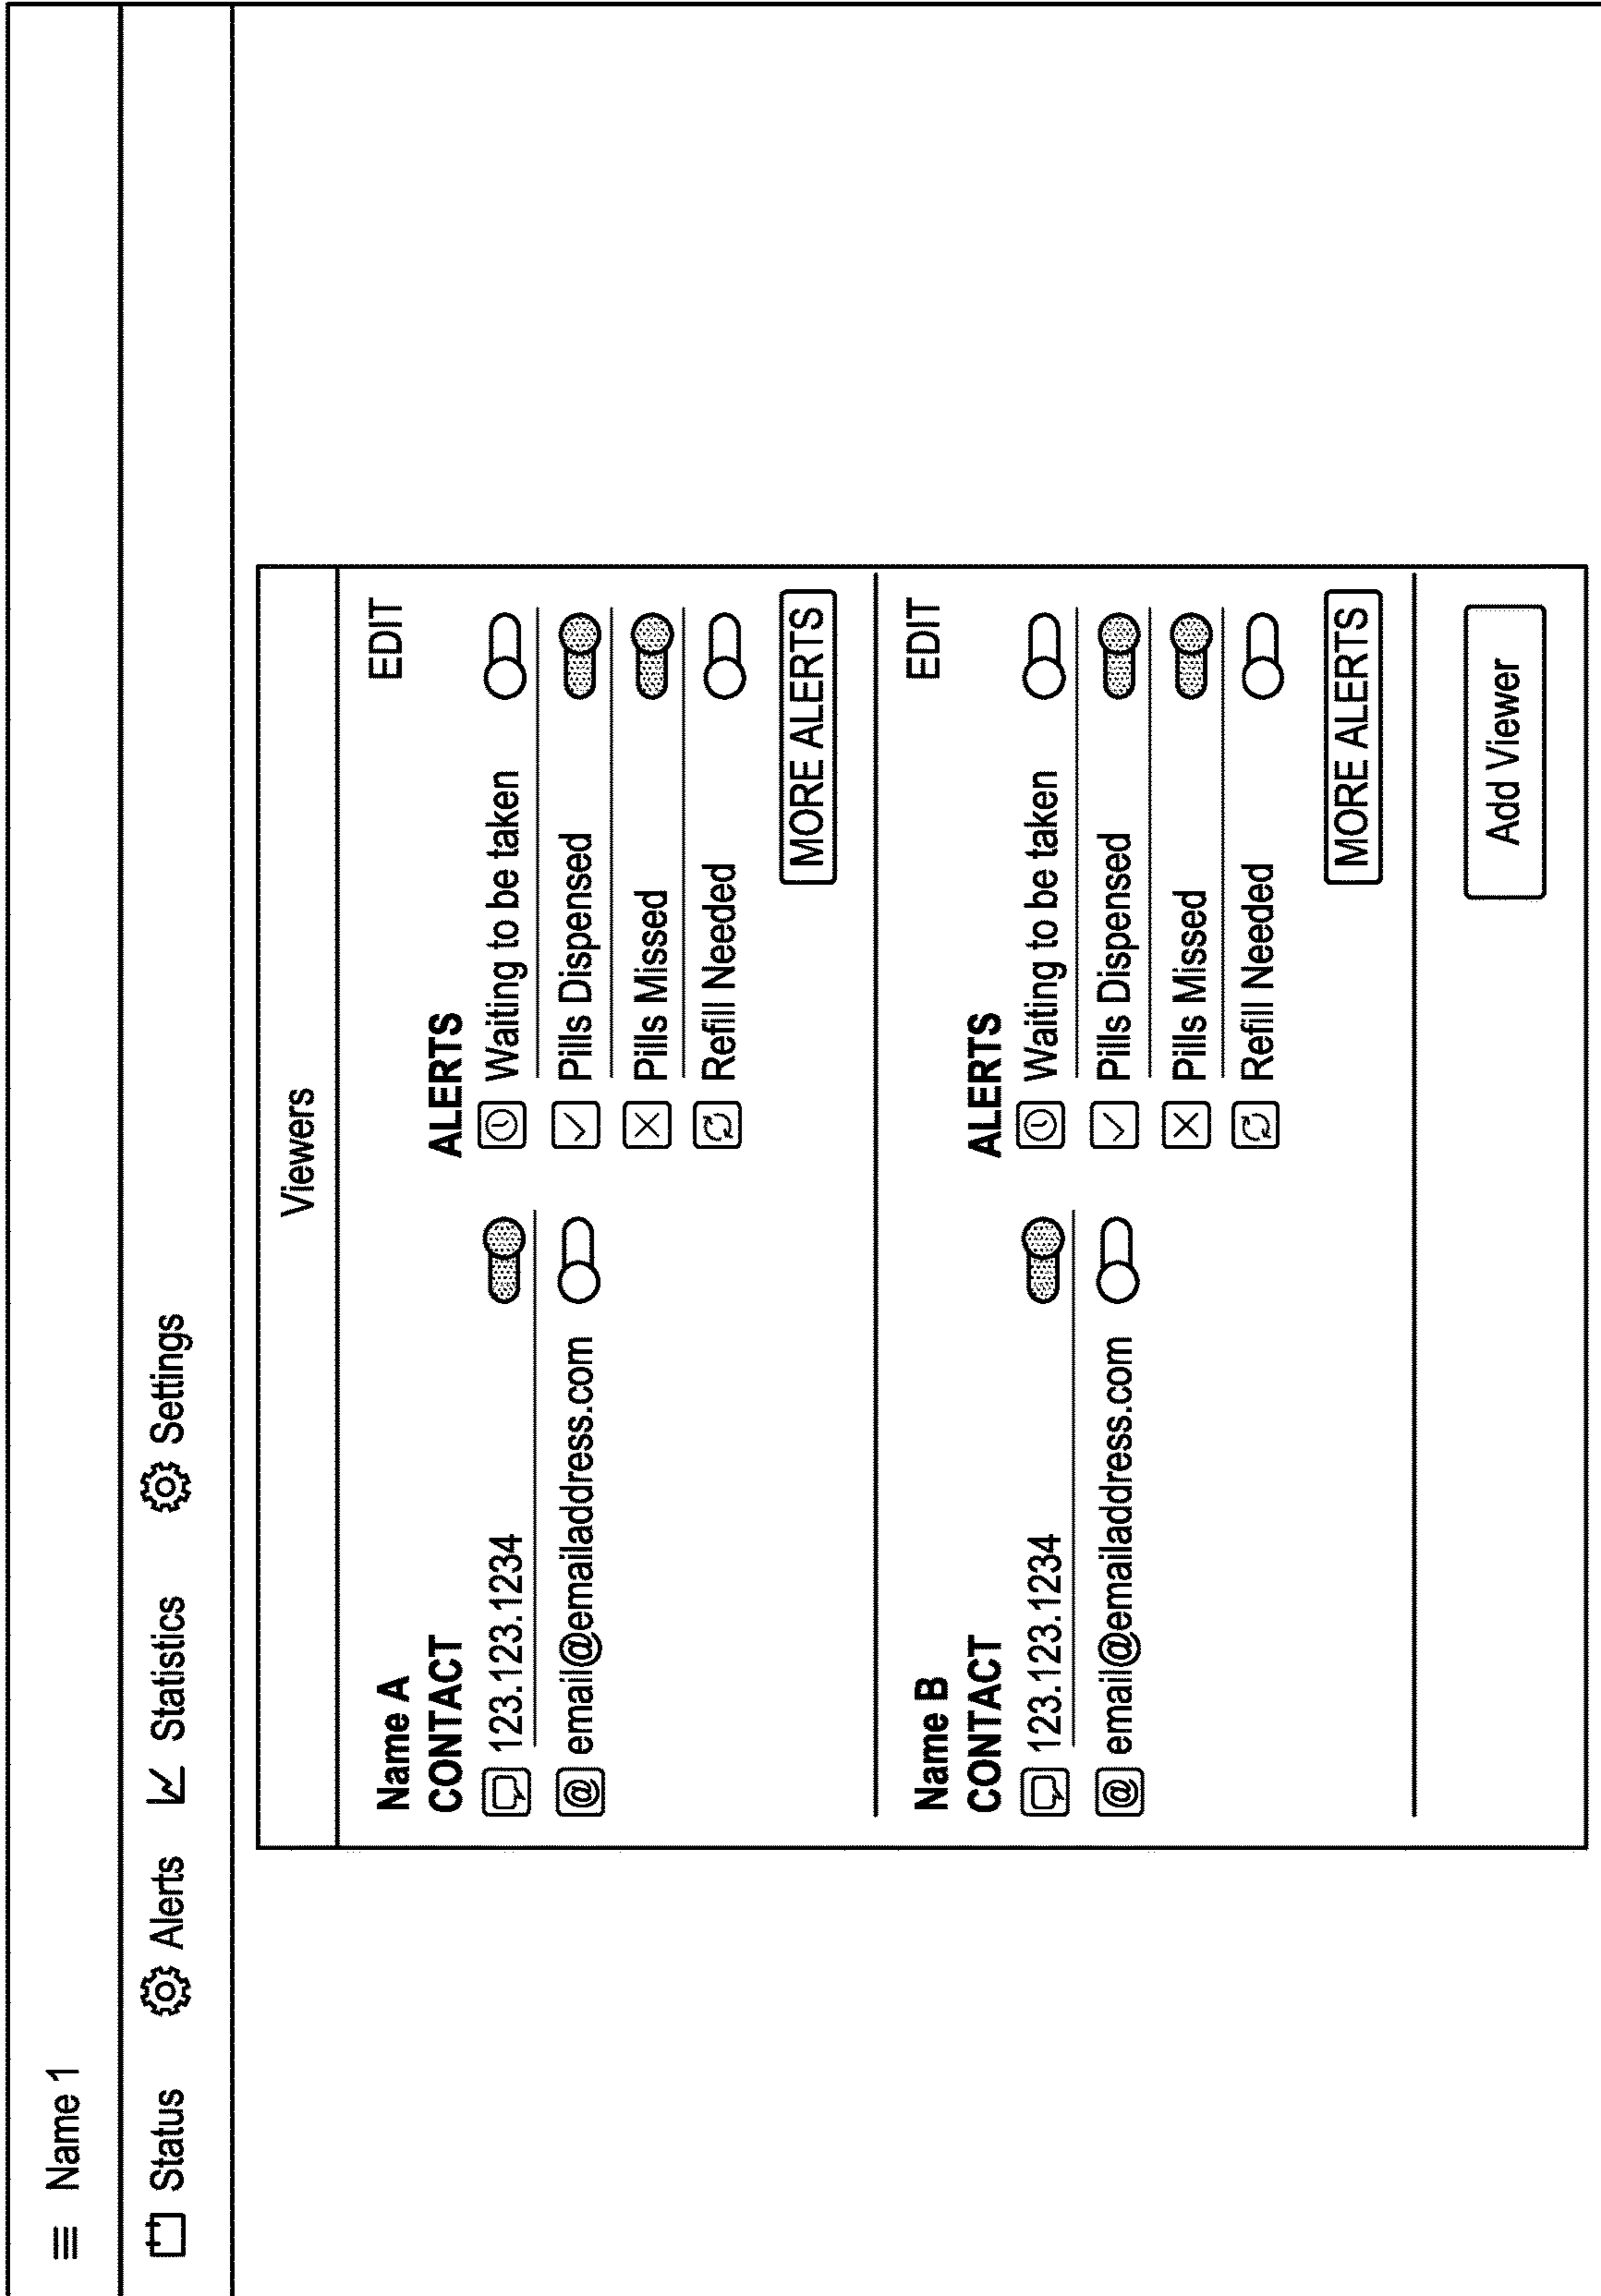 Name 1
Status Alerts Statistics Settings
Viewers
Name A EDIT
CONTACT ALERTS
123.123.1234 Waiting to be taken
@ email@emailaddress.com Pills Dispensed
Pills Missed
Refill Needed
MORE ALERTS
Name B EDIT
CONTACT ALERTS
123.123.1234 Waiting to be taken
@ email@emailaddress.com Pills Dispensed
Pills Missed
Refill Needed
MORE ALERTS
Add Viewer